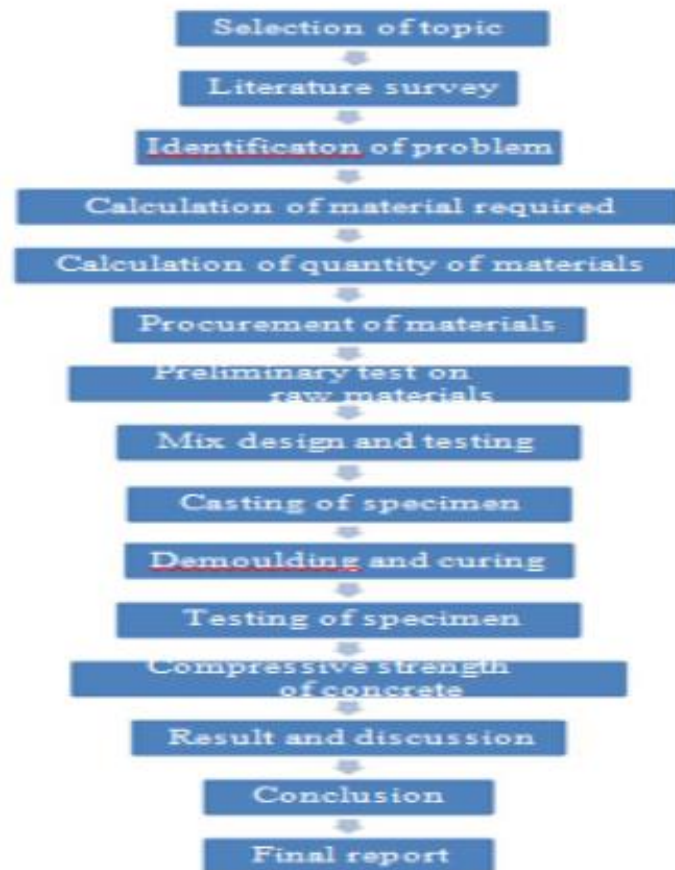 Selection of topic
Literature survey
Identificaton of problem
Calculation of material required
Calculation of quantity of materials
Procurement of materials
Preliminary test on
raw materials
Mix design and testing
Casting of specimen
Demoulding and curing
Testing of specimen
Compressive strength
of concrete
Result and discussion
Conclusion
Final report